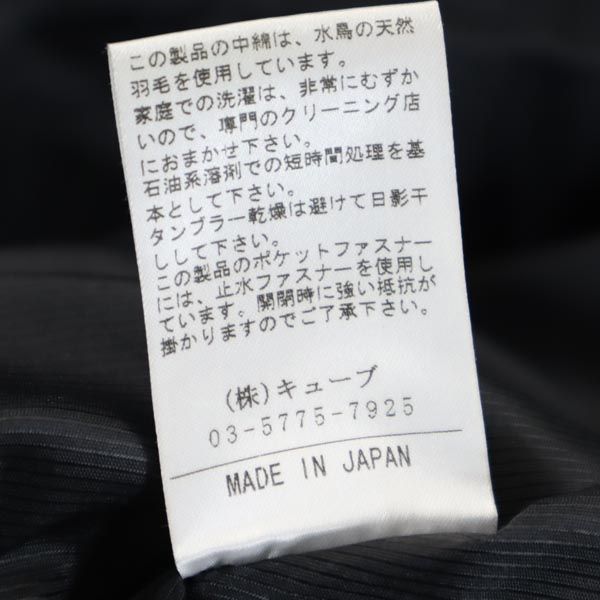 この製品の中綿は、水鳥の天然
羽毛を使用しています。
家庭での洗濯は、非常にむずか
いので、専門のクリーニング店
におまかせ下さい。
石油系溶剤での短時間処理を基
本として下さい。
タンブラー乾燥は避けて日影干
しして下さい。
この製品のポケットファスナー
には、止水ファスナーを使用し
ています。開閉時に強い抵抗が
掛かりますのでご了承下さい。
(株)キューブ
03-5775-7925
MADE IN JAPAN